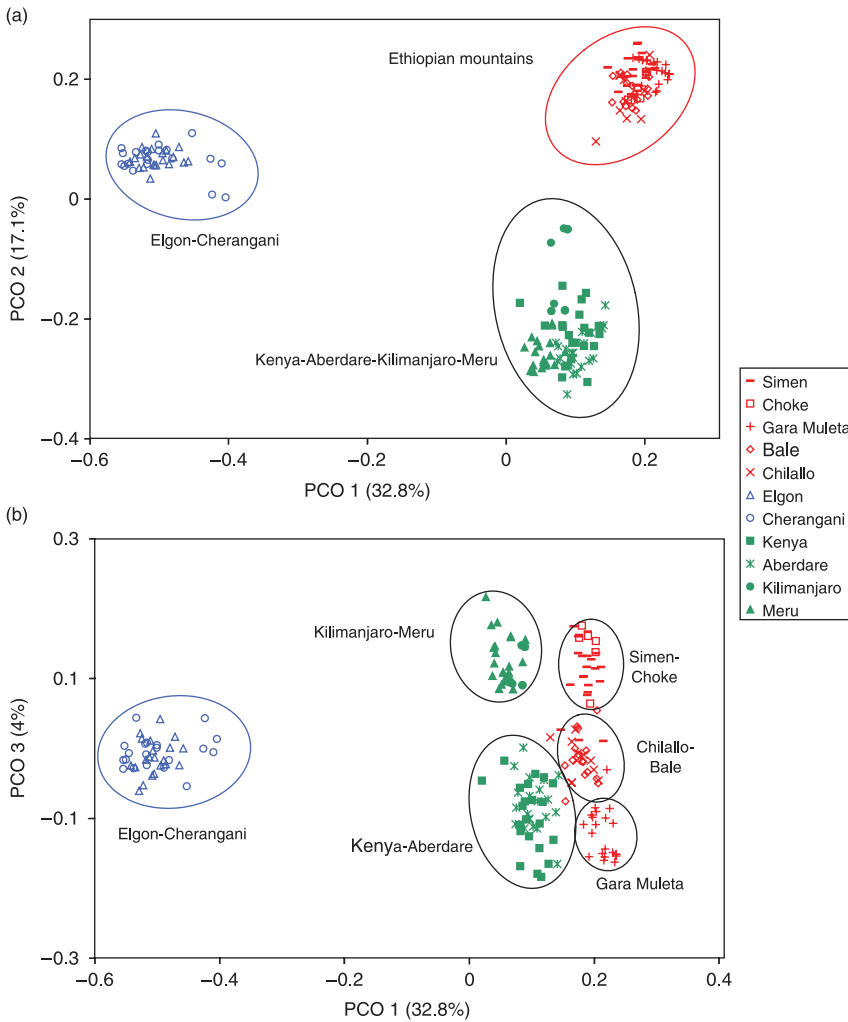 (a)
Ethiopian mountains
0.2
0
−0.2
−0.4
PCO 2 (17.1%)
Elgon-Cherangani
Kenya-Aberdare-Kilimanjaro-Meru
−0.6
−0.4
−0.2
0
0.2
PCO 1 (32.8%)
Simen
Choke
Gara Muleta
Bale
Chilallo
Elgon
Cherangani
Kenya
Aberdare
Kilimanjaro
Meru
(b)
0.3
0.1
−0.1
−0.3
PCO 3 (4%)
Kilimanjaro-Meru
Simen-
Choke
Chilallo-
Bale
Elgon-Cherangani
Kenya-Aberdare
Gara Muleta
−0.6
−0.4
−0.2
0
0.2
0.4
PCO 1 (32.8%)